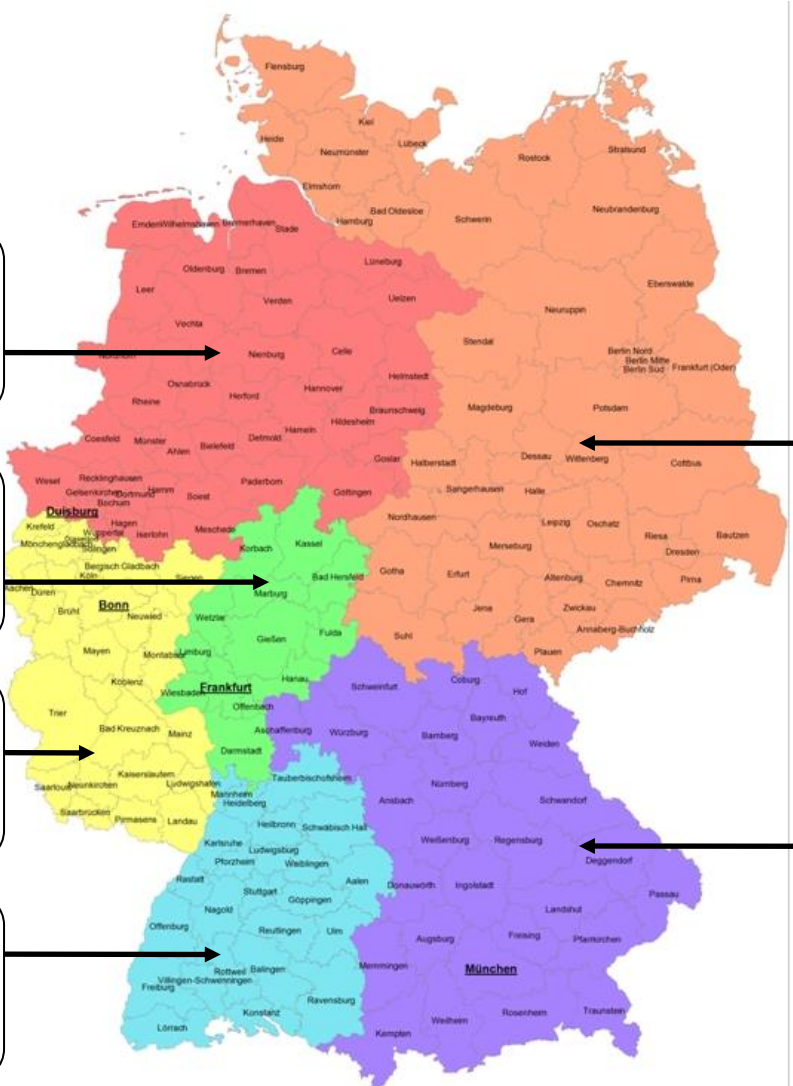 Flensburg
Kiel
Heide
Neumünster
Lübeck
Rostock
Stralsund
Elmshorn
Bad Oldesloe
Hamburg
Schwerin
Neubrandenburg
Emden
Wilhelmshaven
Bremerhaven
Stade
Lüneburg
Oldenburg
Bremen
Leer
Verden
Uelzen
Eberswalde
Vechta
Neuruppin
Nordhorn
Nienburg
Celle
Stendal
Berlin Nord
Berlin Mitte
Berlin Süd
Frankfurt (Oder)
Osnabrück
Herford
Hannover
Helmstedt
Rheine
Braunschweig
Magdeburg
Potsdam
Coesfeld
Münster
Ahlen
Bielefeld
Detmold
Hameln
Hildesheim
Goslar
Halberstadt
Dessau
Wittenberg
Cottbus
Wesel
Recklinghausen
Gelsenkirchen
Dortmund
Hamm
Bochum
Soest
Paderborn
Göttingen
Sangerhausen
Halle
Duisburg
Krefeld
Hagen
Wuppertal
Iserlohn
Meschede
Nordhausen
Leipzig
Oschatz
Riesa
Bautzen
Mönchengladbach
Solingen
Korbach
Kassel
Merseburg
Dresden
Bergisch Gladbach
Köln
Siegen
Bad Hersfeld
Gotha
Erfurt
Altenburg
Chemnitz
Pirna
Aachen
Düren
Marburg
Bonn
Brühl
Neuwied
Wetzlar
Jena
Gera
Zwickau
Annaberg-Buchholz
Gießen
Fulda
Suhl
Plauen
Mayen
Montabaur
Limburg
Koblenz
Wiesbaden
Frankfurt
Hanau
Schweinfurt
Coburg
Hof
Trier
Offenbach
Bad Kreuznach
Mainz
Aschaffenburg
Würzburg
Bamberg
Bayreuth
Darmstadt
Weiden
Kaiserslautern
Saarlouis
Neunkirchen
Ludwigshafen
Mannheim
Tauberbischofsheim
Heidelberg
Nürnberg
Ansbach
Schwandorf
Saarbrücken
Pirmasens
Landau
Heilbronn
Schwäbisch Hall
Karlsruhe
Ludwigsburg
Weißenburg
Regensburg
Pforzheim
Waiblingen
Deggendorf
Rastatt
Stuttgart
Aalen
Donauwörth
Ingolstadt
Passau
Göppingen
Nagold
Landshut
Offenburg
Reutlingen
Ulm
Augsburg
Freising
Pfarrkirchen
Rottweil
Balingen
Villingen-Schwenningen
Freiburg
Memmingen
München
Ravensburg
Konstanz
Lörrach
Kempten
Weilheim
Rosenheim
Traunstein